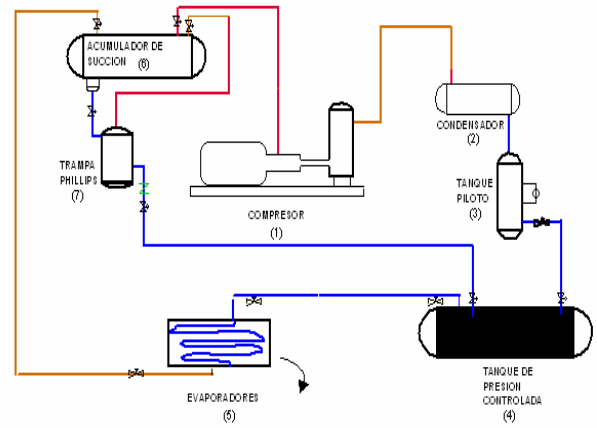 ACUMULADOR DE
SUCCION (6)
TRAMPA
PHILLIPS
(7)
COMPRESOR
(1)
CONDENSADOR
(2)
TANQUE
PILOTO
(3)
EVAPORADORES
(5)
TANQUE DE
PRESION
CONTROLADA
(4)